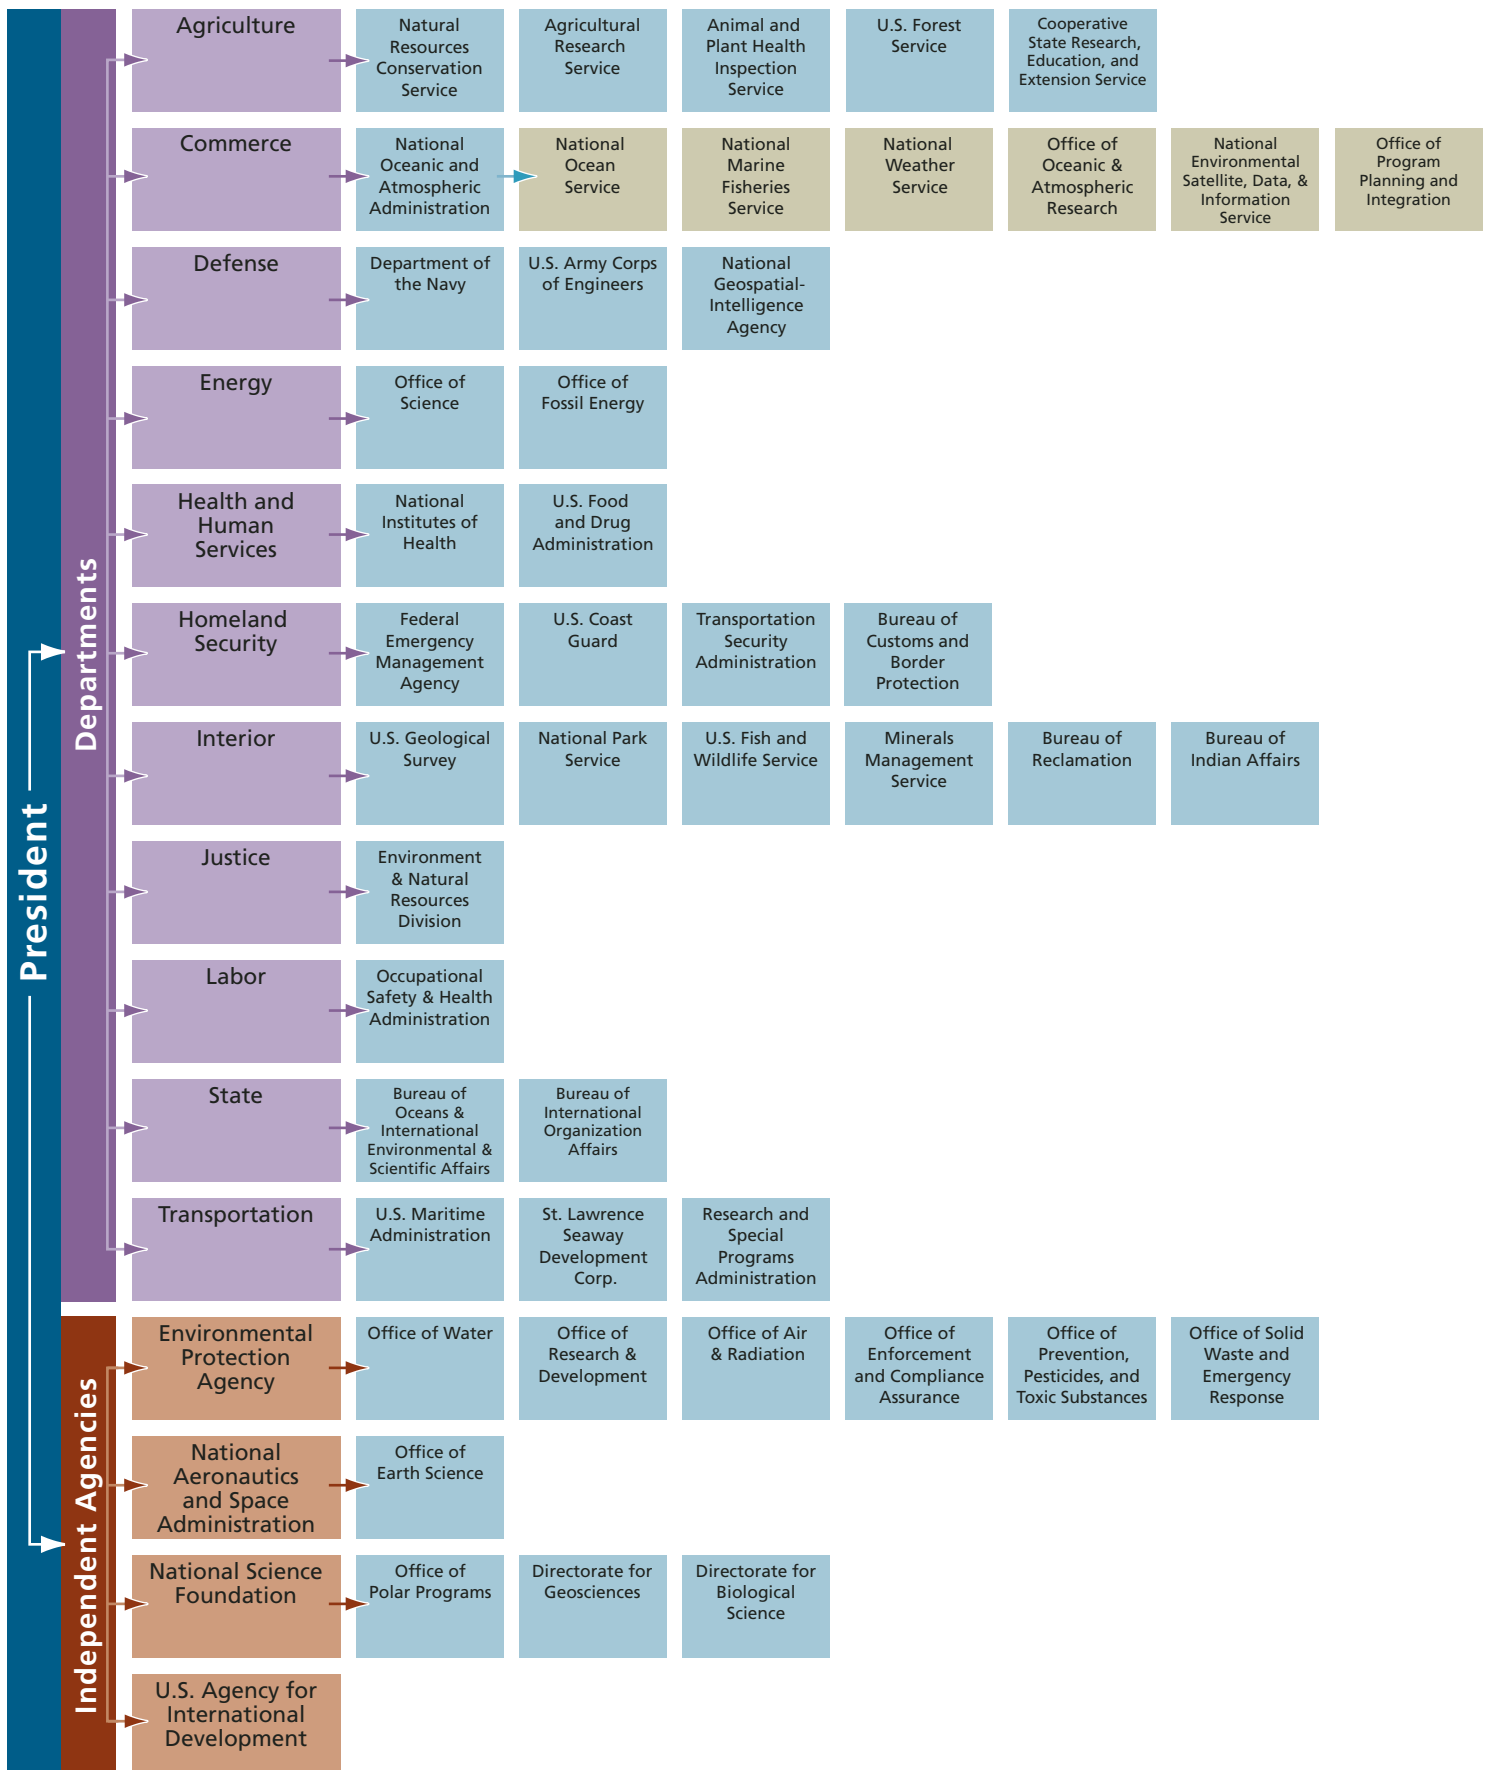 President
Departments
Agriculture
Natural
Resources
Conservation
Service
Agricultural
Research
Service
Animal and
Plant Health
Inspection
Service
U.S. Forest
Service
Cooperative
State Research,
Education, and
Extension Service
Commerce
National
Oceanic and
Atmospheric
Administration
National
Ocean
Service
National
Marine
Fisheries
Service
National
Weather
Service
Office of
Oceanic &
Atmospheric
Research
National
Environmental
Satellite, Data, &
Information
Service
Office of
Program
Planning and
Integration
Defense
Department of
the Navy
U.S. Army Corps
of Engineers
National
Geospatial-
Intelligence
Agency
Energy
Office of
Science
Office of
Fossil Energy
Health and
Human
Services
National
Institutes of
Health
U.S. Food
and Drug
Administration
Homeland
Security
Federal
Emergency
Management
Agency
U.S. Coast
Guard
Transportation
Security
Administration
Bureau of
Customs and
Border
Protection
Interior
U.S. Geological
Survey
National Park
Service
U.S. Fish and
Wildlife Service
Minerals
Management
Service
Bureau of
Reclamation
Bureau of
Indian Affairs
Justice
Environment
& Natural
Resources
Division
Labor
Occupational
Safety & Health
Administration
State
Bureau of
Oceans &
International
Environmental &
Scientific Affairs
Bureau of
International
Organization
Affairs
Transportation
U.S. Maritime
Administration
St. Lawrence
Seaway
Development
Corp.
Research and
Special
Programs
Administration
Independent Agencies
Environmental
Protection
Agency
Office of Water
Office of
Research &
Development
Office of Air
& Radiation
Office of
Enforcement
and Compliance
Assurance
Office of
Prevention,
Pesticides, and
Toxic Substances
Office of Solid
Waste and
Emergency
Response
National
Aeronautics
and Space
Administration
Office of
Earth Science
National Science
Foundation
Office of
Polar Programs
Directorate for
Geosciences
Directorate for
Biological
Science
U.S. Agency for
International
Development